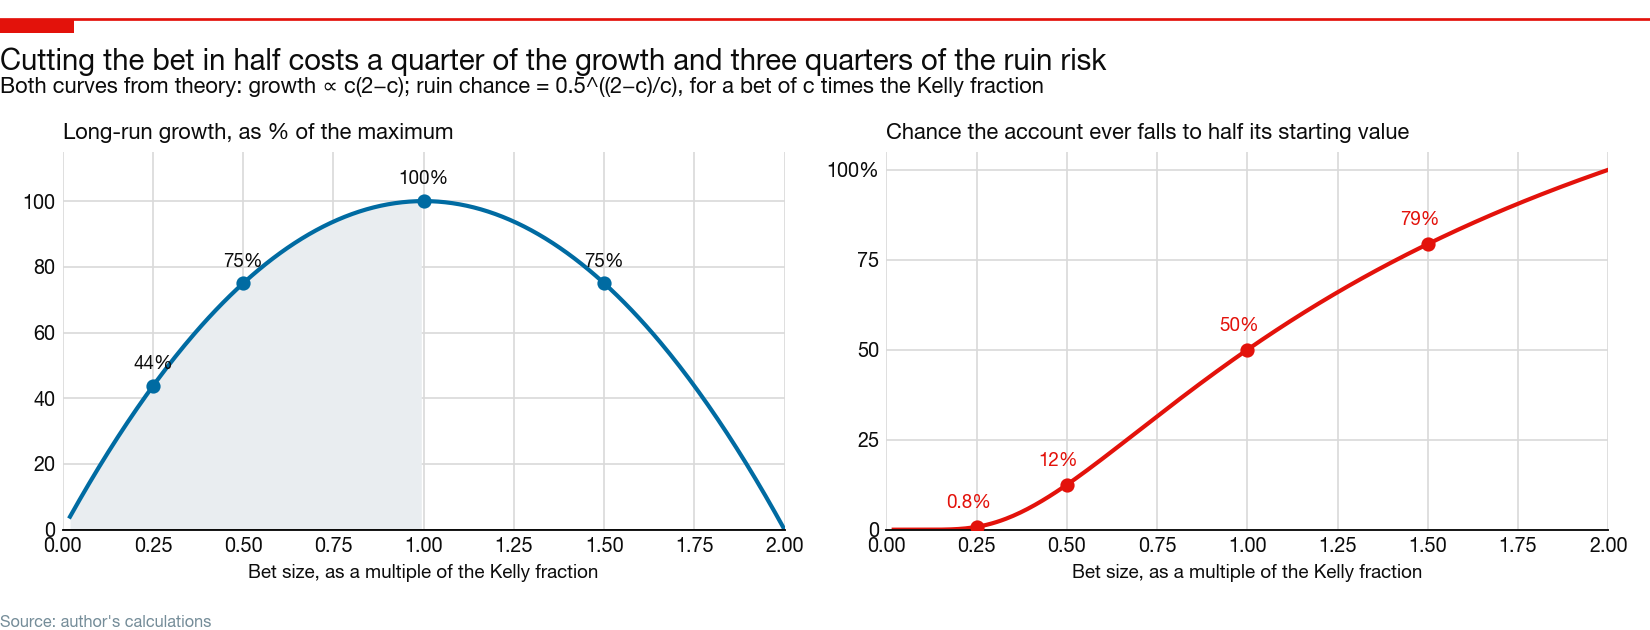 Cutting the bet in half costs a quarter of the growth and three quarters of the ruin risk
Both curves from theory: growth ∝ c(2−c); ruin chance = 0.5^((2−c)/c), for a bet of c times the Kelly fraction
Long-run growth, as % of the maximum
100
80
60
40
20
0
44%
75%
100%
75%
0.00 0.25 0.50 0.75 1.00 1.25 1.50 1.75 2.00
Bet size, as a multiple of the Kelly fraction
Chance the account ever falls to half its starting value
100%
75
50
25
0
0.8%
12%
50%
79%
0.00 0.25 0.50 0.75 1.00 1.25 1.50 1.75 2.00
Bet size, as a multiple of the Kelly fraction
Source: author's calculations